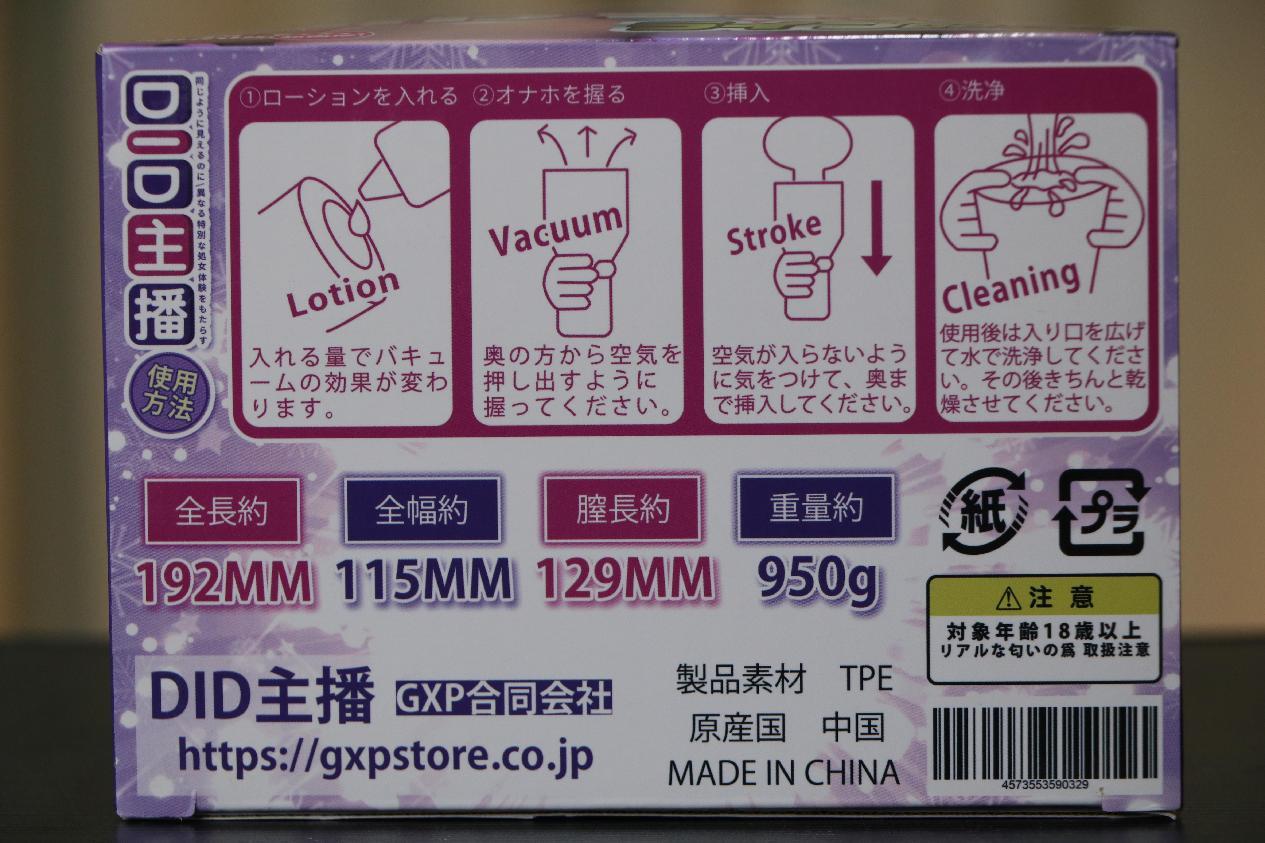 DID主播
同じように見えるのに/異なる特別な処女体験をもたらす
使用
方法
①ローションを入れる
Lotion
入れる量でバキュ
ームの効果が変わ
ります。
②オナホを握る
Vacuum
奥の方から空気を
押し出すように
握ってください。
③挿入
Stroke
空気が入らないよう
に気をつけて、奥ま
で挿入してください。
④洗浄
Cleaning
使用後は入り口を広げ
て水で洗浄してくださ
い。その後きちんと乾
燥させてください。
全長約
192MM
全幅約
115MM
膣長約
129MM
重量約
950g
紙
プラ
⚠注意
対象年齢18歳以上
リアルな匂いの為 取扱注意
DID主播 GXP合同会社
https://gxpstore.co.jp
製品素材 TPE
原産国 中国
MADE IN CHINA
4573553590329